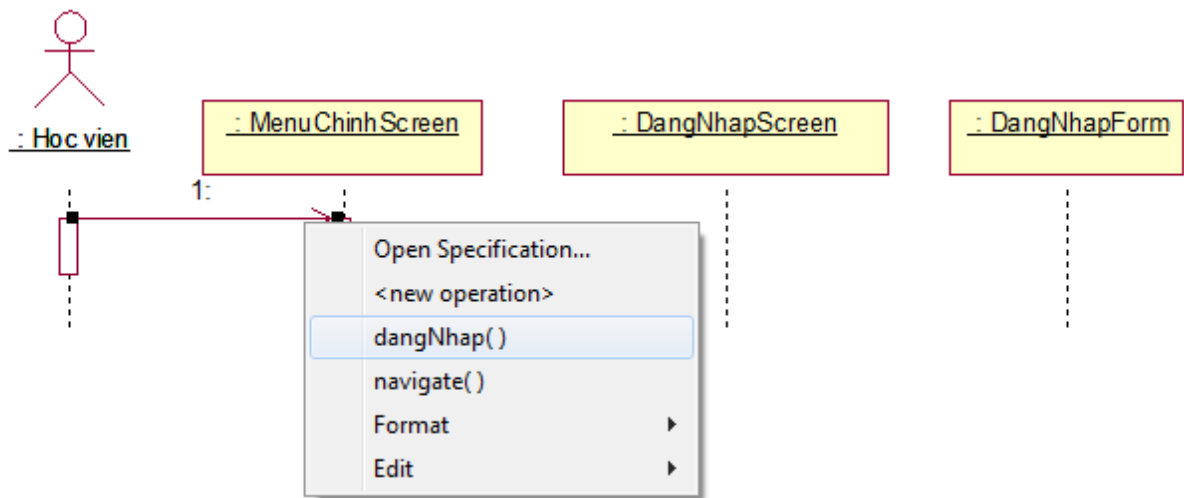 : Hoc vien
: MenuChinhScreen
: DangNhapScreen
: DangNhapForm
1:
Open Specification...
<new operation>
dangNhap( )
navigate( )
Format
Edit